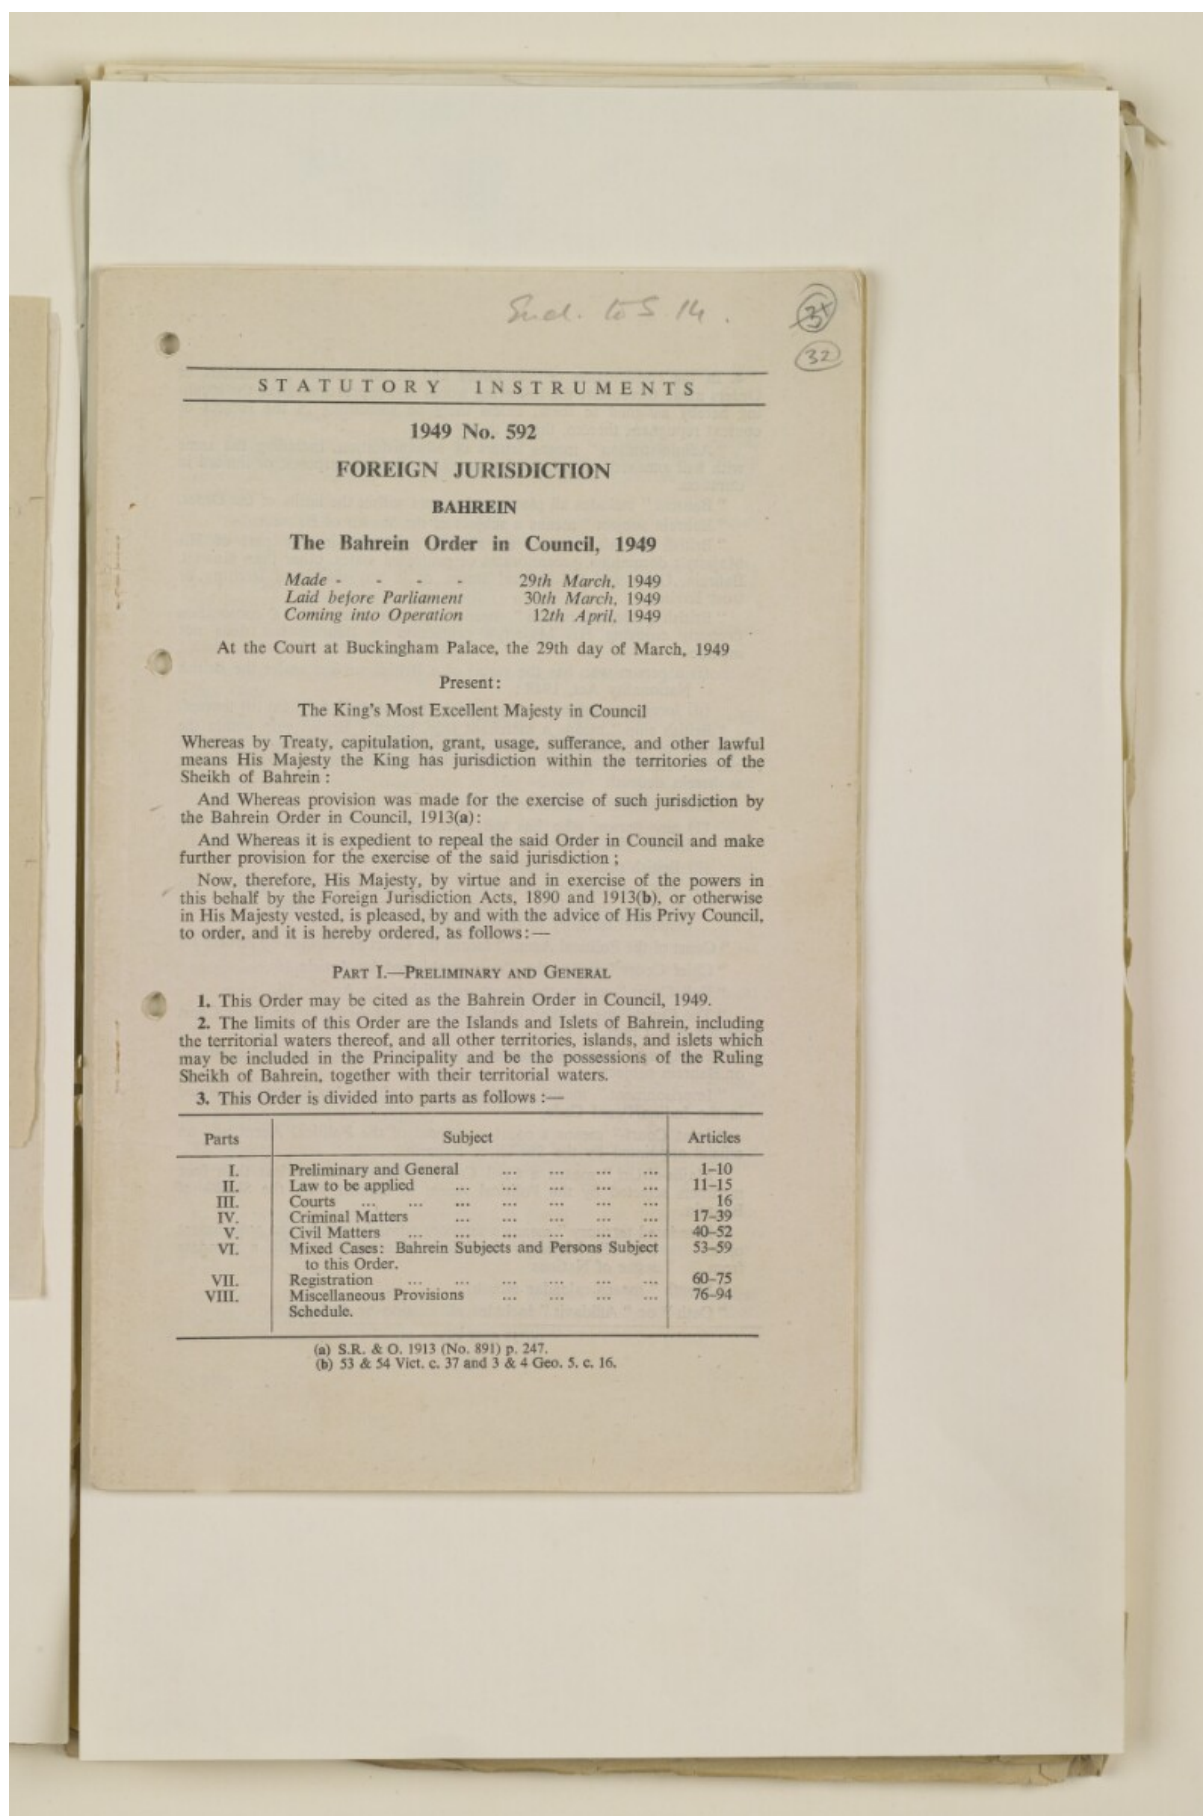 Encl. to S. 14.
32
STATUTORY INSTRUMENTS
1949 No. 592
FOREIGN JURISDICTION
BAHREIN
The Bahrein Order in Council, 1949
Made - - - - 29th March, 1949
Laid before Parliament 30th March, 1949
Coming into Operation 12th April, 1949
At the Court at Buckingham Palace, the 29th day of March, 1949
Present:
The King's Most Excellent Majesty in Council
Whereas by Treaty, capitulation, grant, usage, sufferance, and other lawful
means His Majesty the King has jurisdiction within the territories of the
Sheikh of Bahrein :
And Whereas provision was made for the exercise of such jurisdiction by
the Bahrein Order in Council, 1913(a):
And Whereas it is expedient to repeal the said Order in Council and make
further provision for the exercise of the said jurisdiction ;
Now, therefore, His Majesty, by virtue and in exercise of the powers in
this behalf by the Foreign Jurisdiction Acts, 1890 and 1913(b), or otherwise
in His Majesty vested, is pleased, by and with the advice of His Privy Council,
to order, and it is hereby ordered, as follows:—
PART I.—PRELIMINARY AND GENERAL
1. This Order may be cited as the Bahrein Order in Council, 1949.
2. The limits of this Order are the Islands and Islets of Bahrein, including
the territorial waters thereof, and all other territories, islands, and islets which
may be included in the Principality and be the possessions of the Ruling
Sheikh of Bahrein, together with their territorial waters.
3. This Order is divided into parts as follows :—
Parts Subject Articles
I. Preliminary and General ... ... ... ... 1–10
II. Law to be applied ... ... ... ... ... 11–15
III. Courts ... ... ... ... ... ... ... 16
IV. Criminal Matters ... ... ... ... ... 17–39
V. Civil Matters ... ... ... ... ... ... 40–52
VI. Mixed Cases: Bahrein Subjects and Persons Subject 53–59
to this Order.
VII. Registration ... ... ... ... ... ... 60–75
VIII. Miscellaneous Provisions ... ... ... ... 76–94
Schedule.
(a) S.R. & O. 1913 (No. 891) p. 247.
(b) 53 & 54 Vict. c. 37 and 3 & 4 Geo. 5. c. 16.